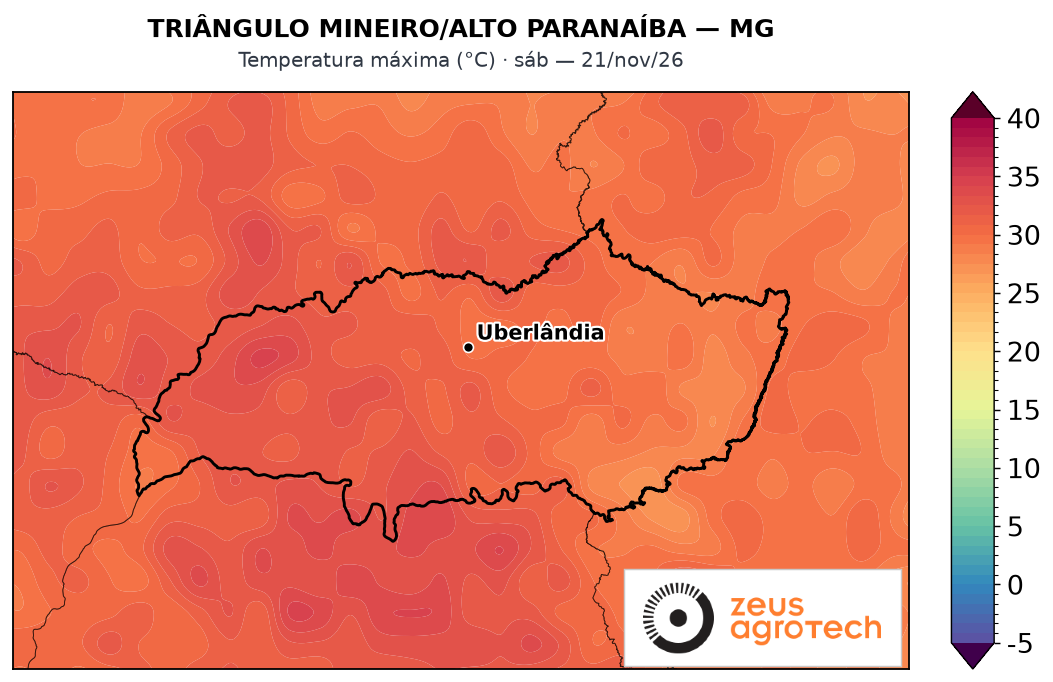 TRIÂNGULO MINEIRO/ALTO PARANAÍBA — MG
Temperatura máxima (°C) · sáb — 21/nov/26
Uberlândia
40
35
30
25
20
15
10
5
0
-5
zeus
agrotech